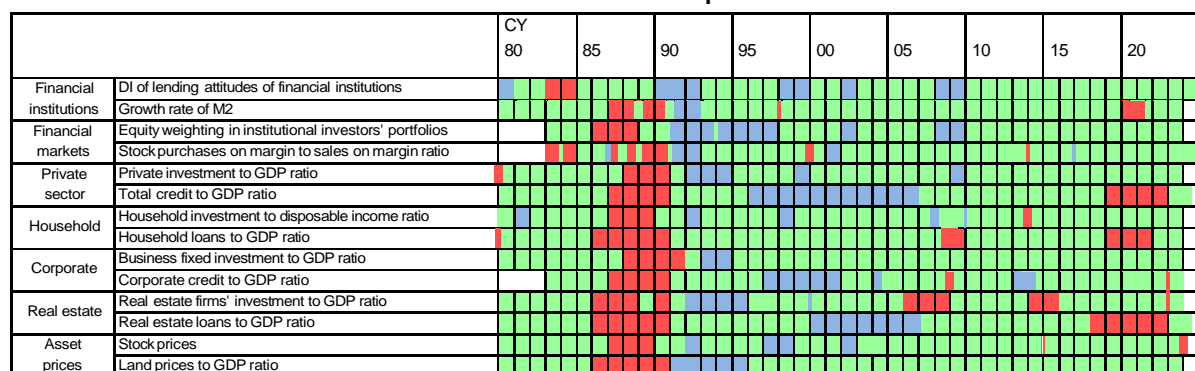 CY
80 85 90 95 00 05 10 15 20
Financial institutions DI of lending attitudes of financial institutions
Growth rate of M2
Financial markets Equity weighting in institutional investors' portfolios
Stock purchases on margin to sales on margin ratio
Private sector Private investment to GDP ratio
Total credit to GDP ratio
Household Household investment to disposable income ratio
Household loans to GDP ratio
Corporate Business fixed investment to GDP ratio
Corporate credit to GDP ratio
Real estate Real estate firms' investment to GDP ratio
Real estate loans to GDP ratio
Asset prices Stock prices
Land prices to GDP ratio